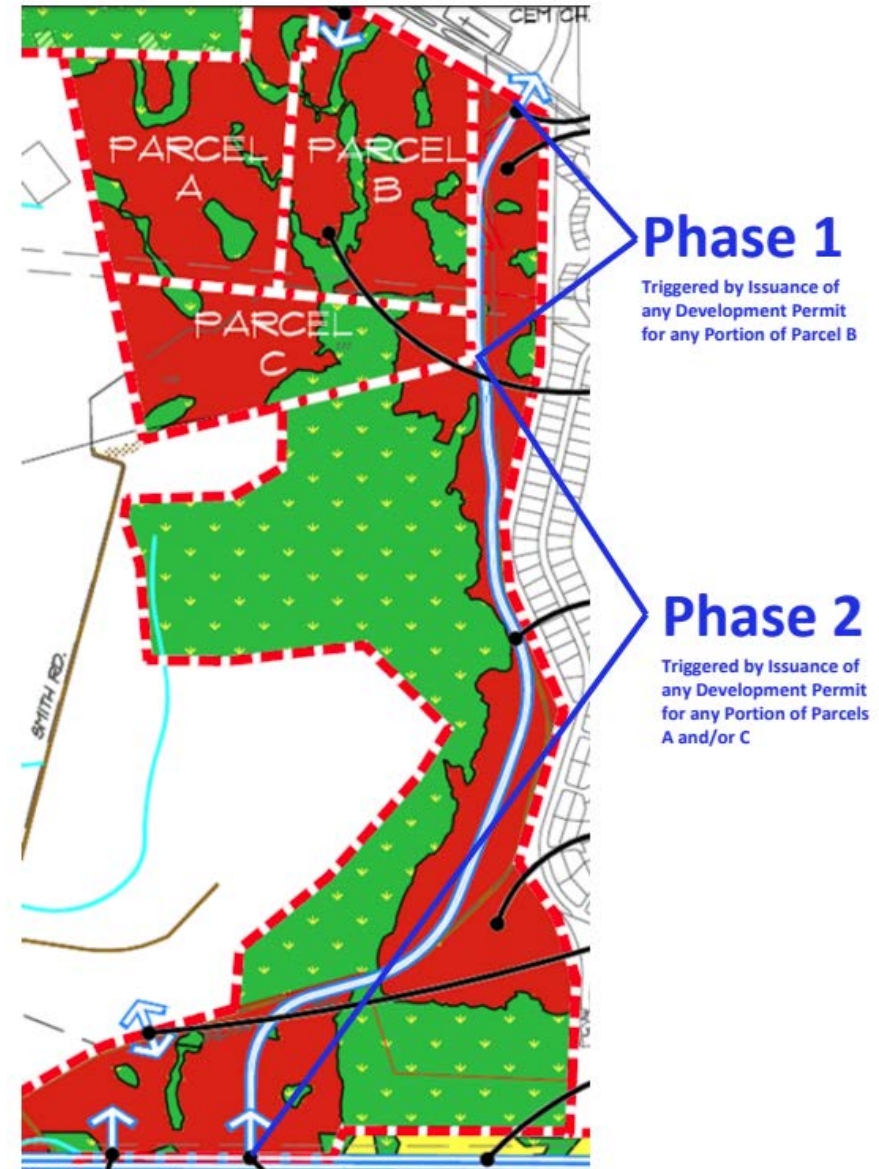 CEM CH.
PARCEL
A
PARCEL
B
PARCEL
C
Phase 1
Triggered by Issuance of
any Development Permit
for any Portion of Parcel B
SMITH RD.
Phase 2
Triggered by Issuance of
any Development Permit
for any Portion of Parcels
A and/or C